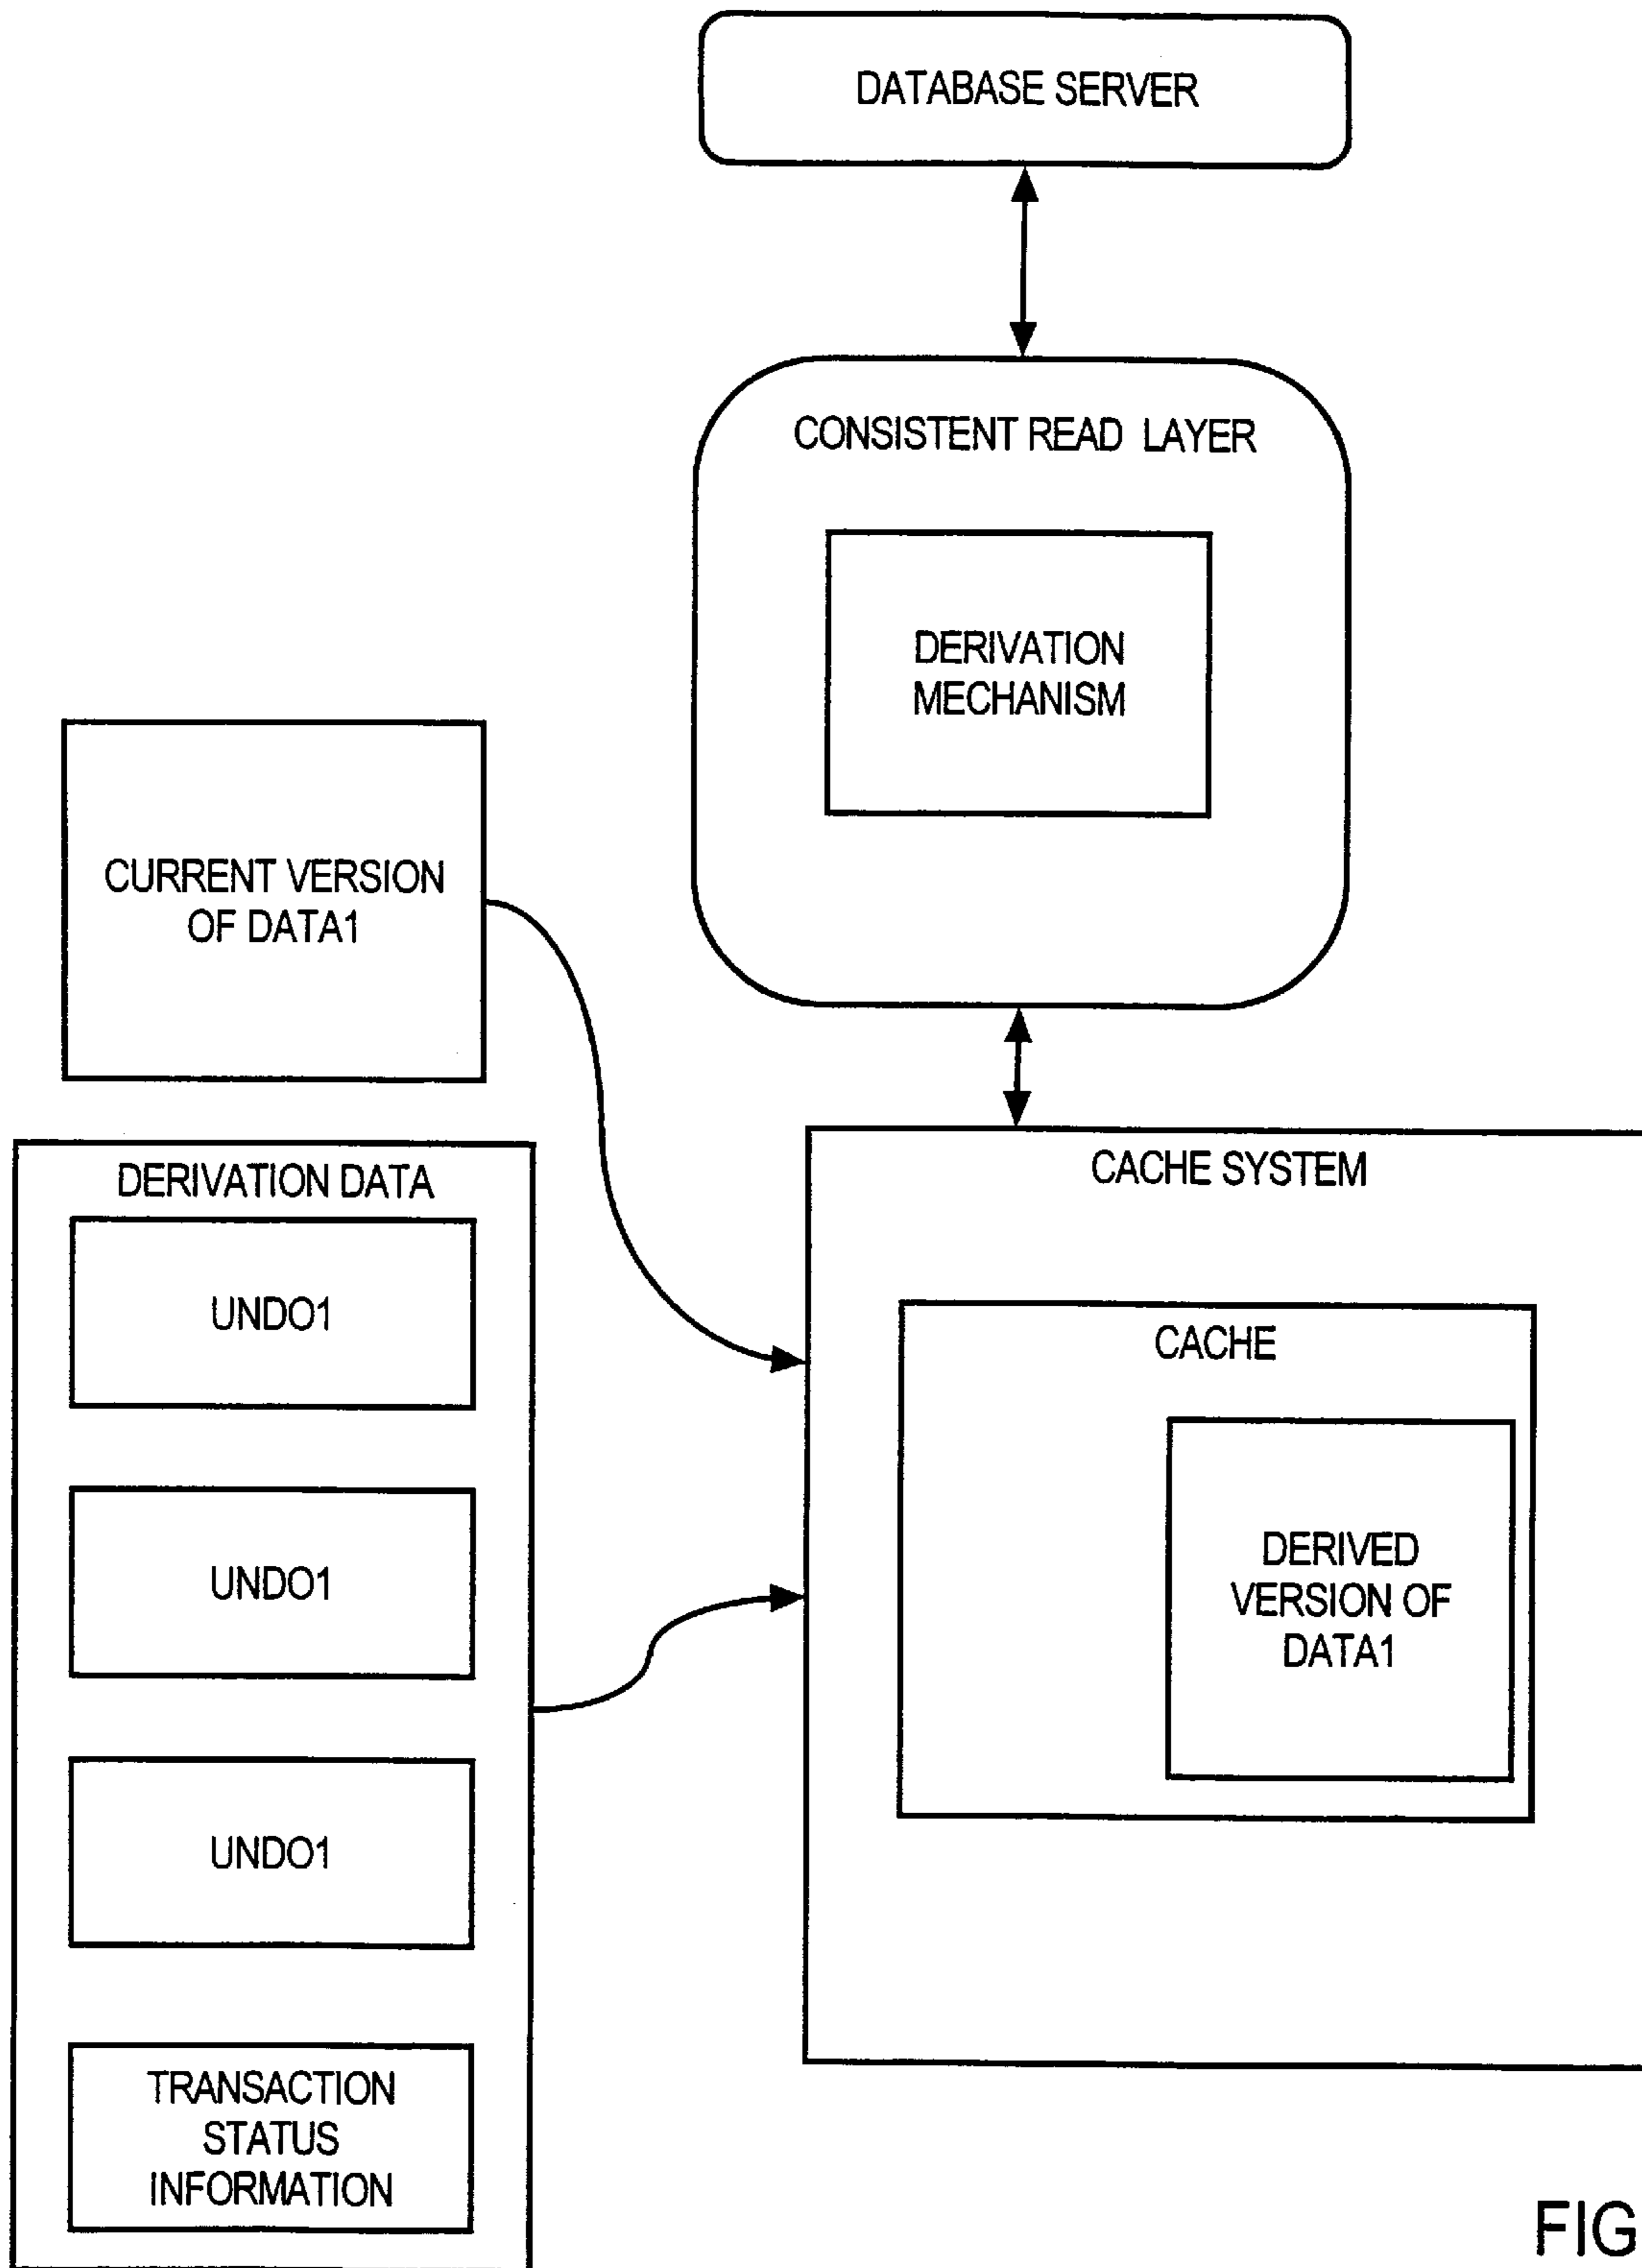 DATABASE SERVER
CONSISTENT READ LAYER
DERIVATION
MECHANISM
CURRENT VERSION
OF DATA1
DERIVATION DATA
UNDO1
UNDO1
UNDO1
TRANSACTION
STATUS
INFORMATION
CACHE SYSTEM
CACHE
DERIVED
VERSION OF
DATA1
FIG